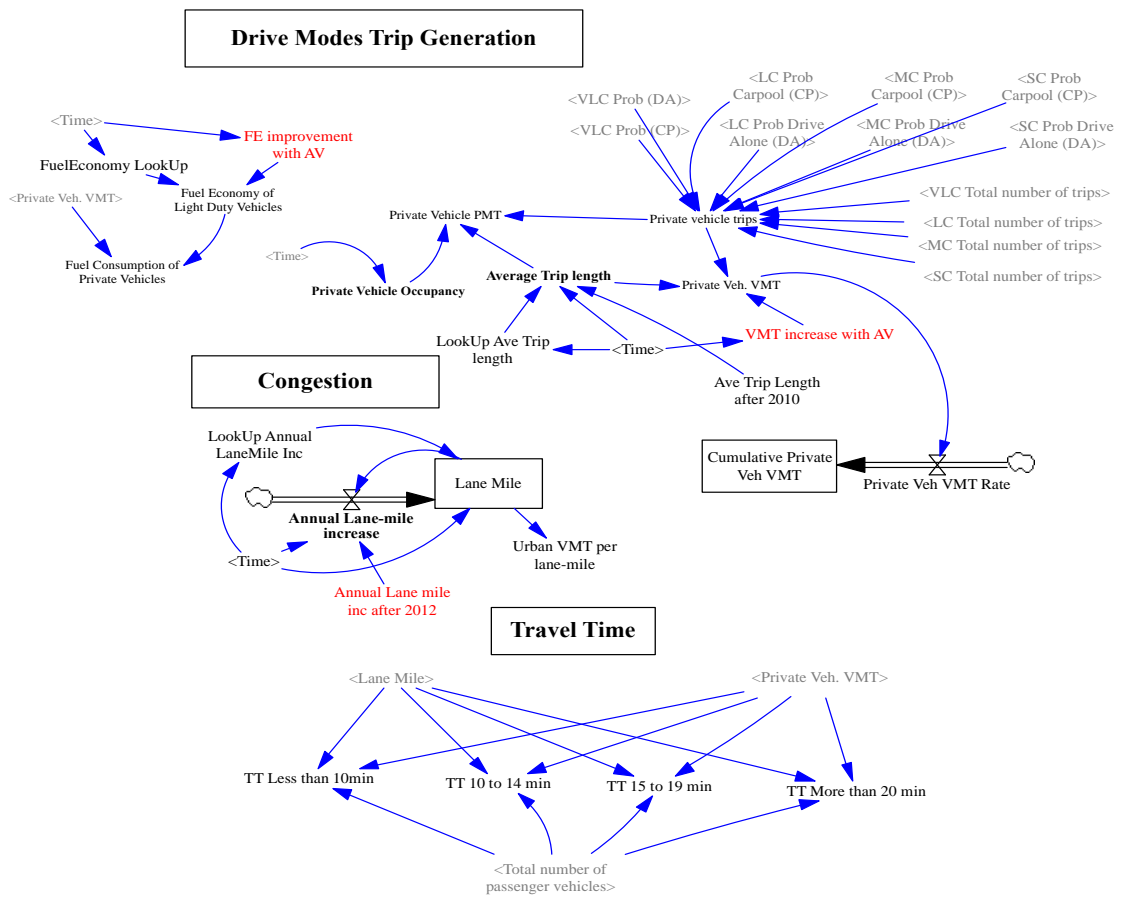 Drive Modes Trip Generation
<LC Prob
Carpool (CP)>
<MC Prob
Carpool (CP)>
<SC Prob
Carpool (CP)>
<VLC Prob (DA)>
<VLC Prob (CP)>
<LC Prob Drive
Alone (DA)>
<MC Prob Drive
Alone (DA)>
<SC Prob Drive
Alone (DA)>
<Time>
FE improvement
with AV
FuelEconomy LookUp
<Private Veh. VMT>
Fuel Economy of
Light Duty Vehicles
Fuel Consumption of
Private Vehicles
<VLC Total number of trips>
<LC Total number of trips>
<MC Total number of trips>
<SC Total number of trips>
Private Vehicle PMT
Private vehicle trips
<Time>
Private Vehicle Occupancy
Average Trip length
Private Veh. VMT
VMT increase with AV
LookUp Ave Trip
length
<Time>
Ave Trip Length
after 2010
Congestion
LookUp Annual
LaneMile Inc
Lane Mile
Annual Lane-mile
increase
<Time>
Urban VMT per
lane-mile
Annual Lane mile
inc after 2012
Cumulative Private
Veh VMT
Private Veh VMT Rate
Travel Time
<Lane Mile>
<Private Veh. VMT>
TT Less than 10min
TT 10 to 14 min
TT 15 to 19 min
TT More than 20 min
<Total number of
passenger vehicles>